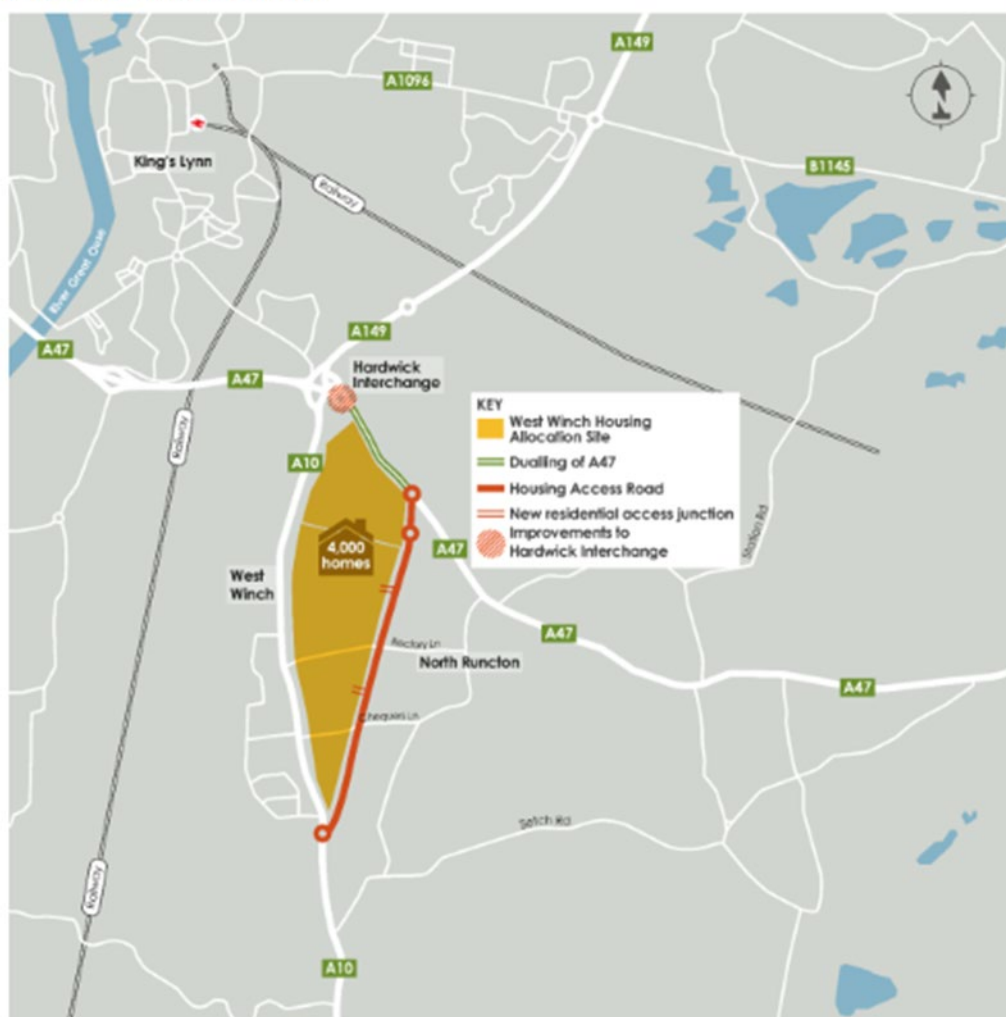 A149
A1096
King's Lynn
B1145
Railway
River Great Ouse
A149
A47
A47
Hardwick
Interchange
KEY
West Winch Housing
Allocation Site
Dualling of A47
Housing Access Road
New residential access junction
Improvements to
Hardwick Interchange
Railway
A10
4,000
homes
A47
Station Rd
West
Winch
A47
Rectory Ln
North Runcton
A47
Chequers Ln
Setch Rd
Railway
A10